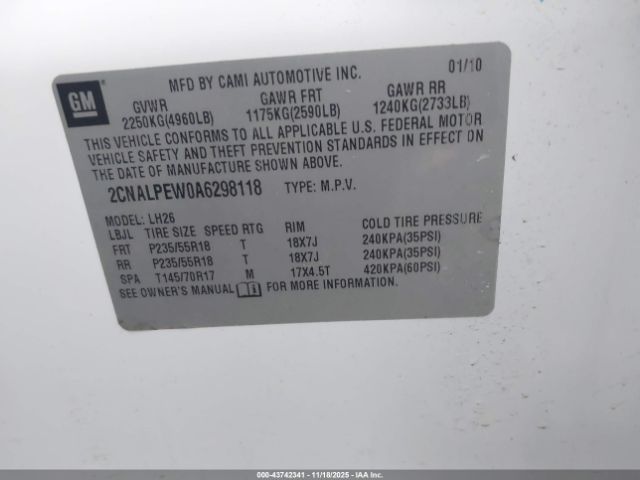 GM
MFD BY CAMI AUTOMOTIVE INC. 01/10
GVWR GAWR FRT GAWR RR
2250KG(4960LB) 1175KG(2590LB) 1240KG(2733LB)
THIS VEHICLE CONFORMS TO ALL APPLICABLE U.S. FEDERAL MOTOR
VEHICLE SAFETY AND THEFT PREVENTION STANDARDS IN EFFECT ON
THE DATE OF MANUFACTURE SHOWN ABOVE.
2CNALPEW0A6298118 TYPE: M.P.V.
MODEL: LH26
LBJL TIRE SIZE SPEED RTG RIM COLD TIRE PRESSURE
FRT P235/55R18 T 18X7J 240KPA(35PSI)
RR P235/55R18 T 18X7J 240KPA(35PSI)
SPA T145/70R17 M 17X4.5T 420KPA(60PSI)
SEE OWNER'S MANUAL FOR MORE INFORMATION.
000-43742341 - 11/18/2025 - IAA, Inc.